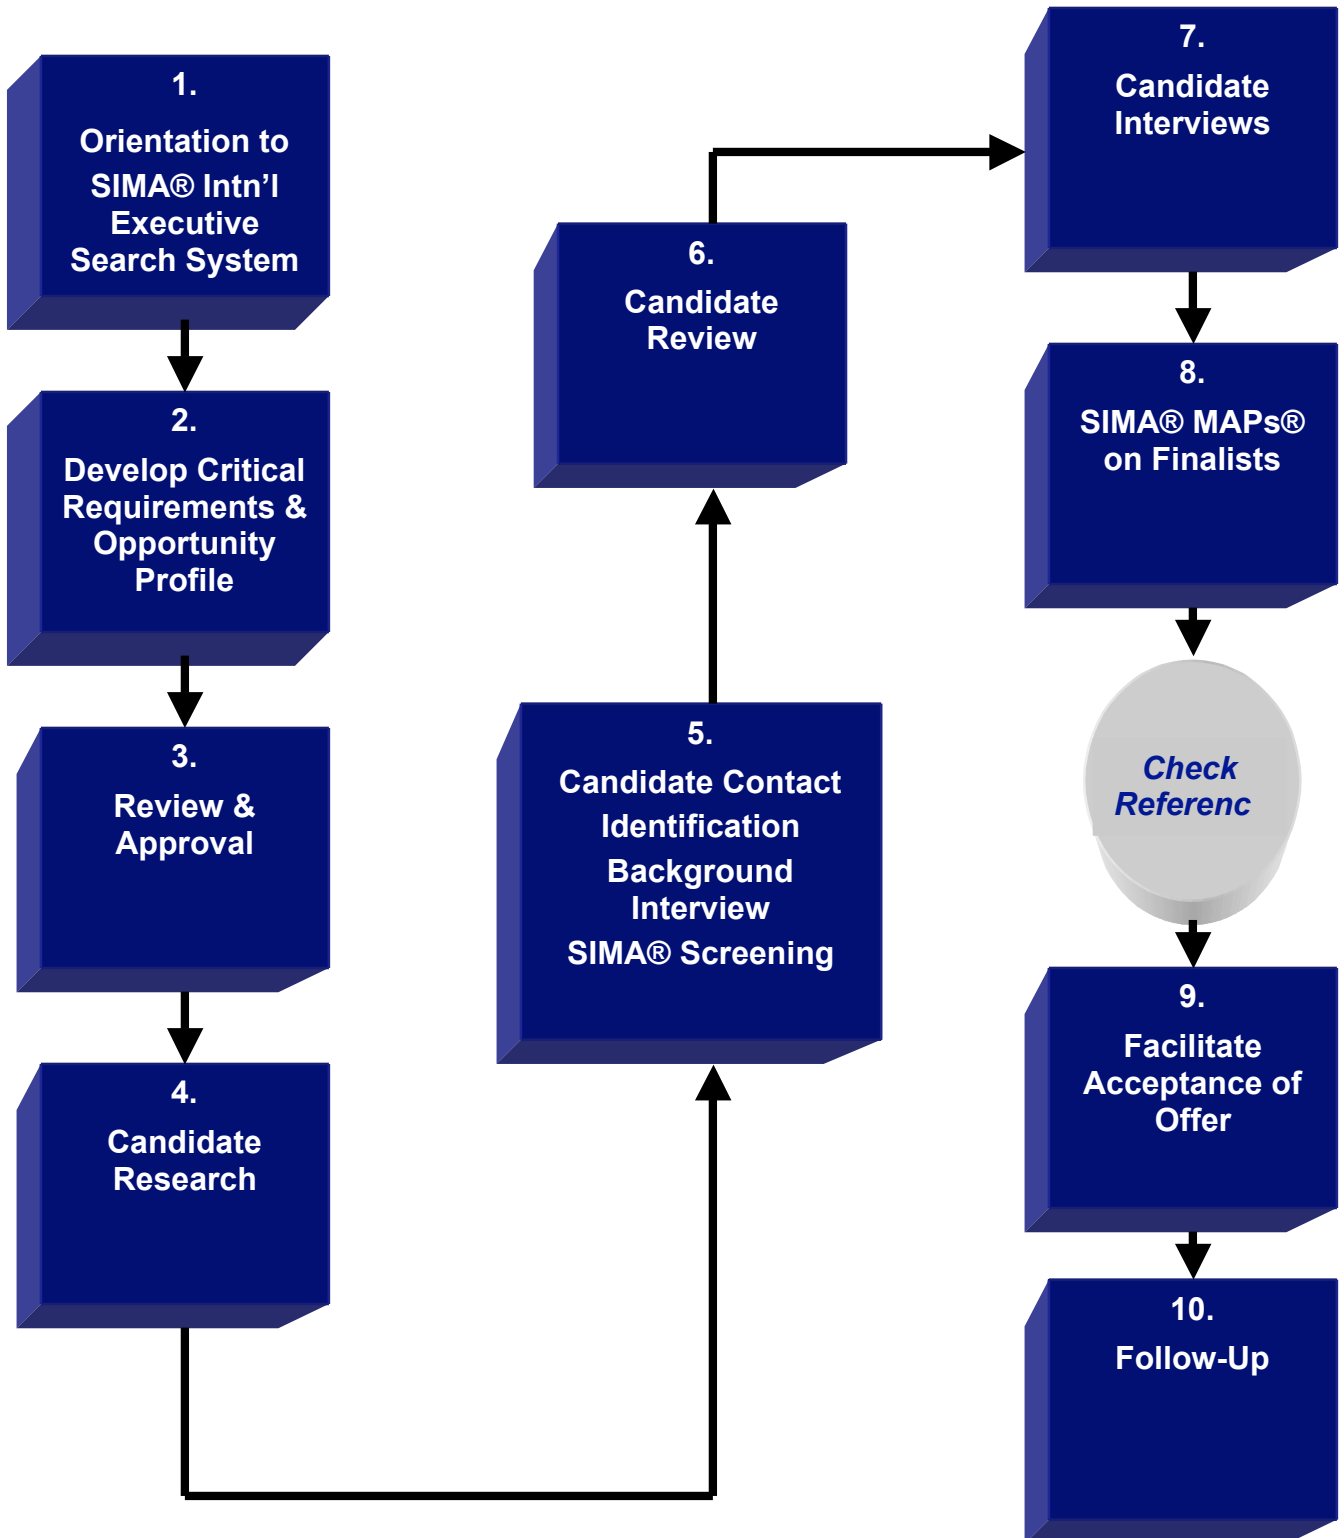 1.
Orientation to
SIMA® Intn’l
Executive
Search System
2.
Develop Critical
Requirements &
Opportunity
Profile
3.
Review &
Approval
4.
Candidate
Research
5.
Candidate Contact
Identification
Background
Interview
SIMA® Screening
6.
Candidate
Review
7.
Candidate
Interviews
8.
SIMA® MAPs®
on Finalists
Check
Referenc
9.
Facilitate
Acceptance of
Offer
10.
Follow-Up